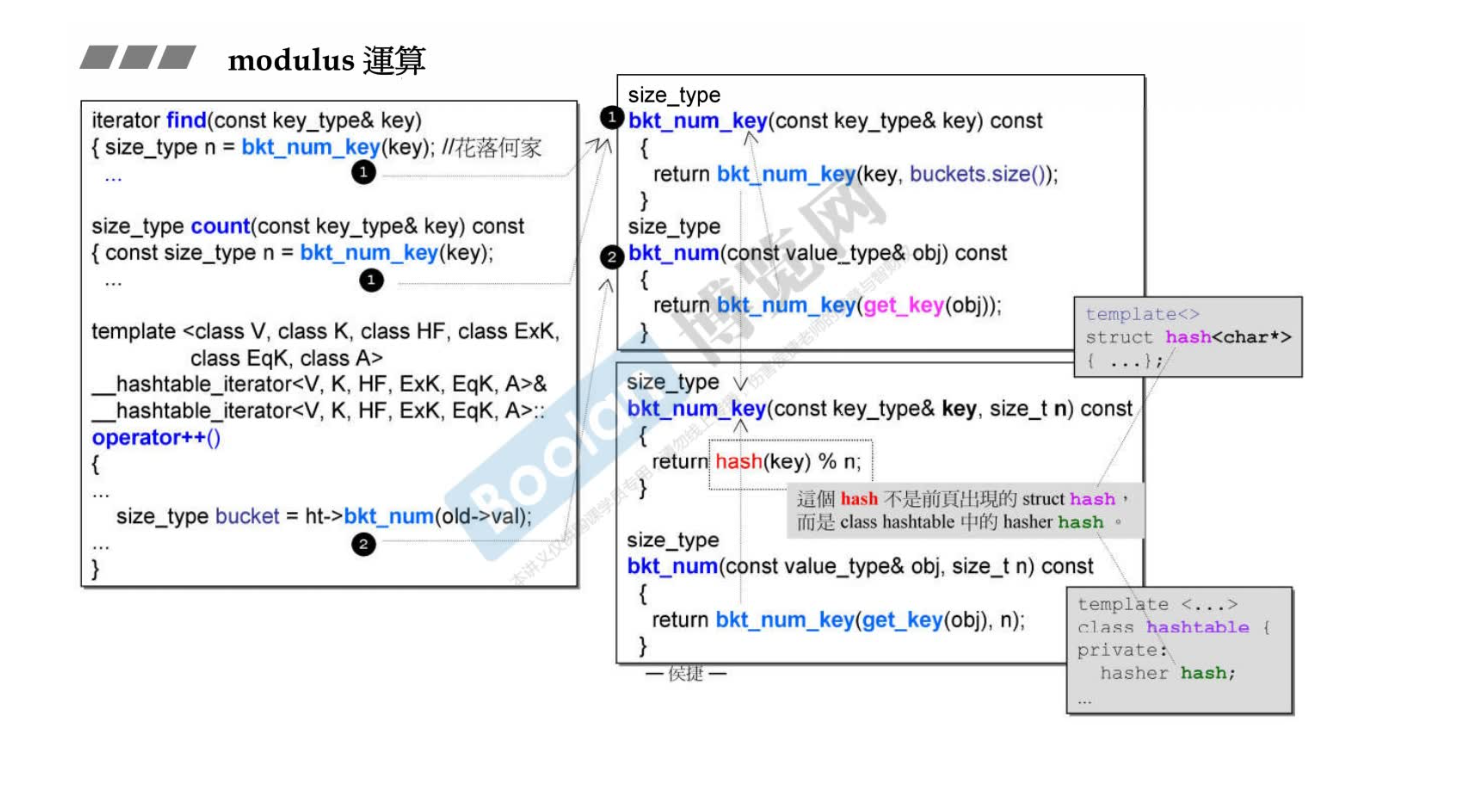 modulus 運算
iterator find(const key_type& key)
{ size_type n = bkt_num_key(key); //花落何家
... 1
size_type count(const key_type& key) const
{ const size_type n = bkt_num_key(key);
... 1
template <class V, class K, class HF, class ExK,
class EqK, class A>
__hashtable_iterator<V, K, HF, ExK, EqK, A>&
__hashtable_iterator<V, K, HF, ExK, EqK, A>::
operator++()
{
...
size_type bucket = ht->bkt_num(old->val);
... 2
}
size_type
1 bkt_num_key(const key_type& key) const
{
return bkt_num_key(key, buckets.size());
}
size_type
2 bkt_num(const value_type& obj) const
{
return bkt_num_key(get_key(obj));
}
template<>
struct hash<char*>
{ ...};
size_type
bkt_num_key(const key_type& key, size_t n) const
{
return hash(key) % n;
}
這個 hash 不是前頁出現的 struct hash，
而是 class hashtable 中的 hasher hash 。
size_type
bkt_num(const value_type& obj, size_t n) const
{
return bkt_num_key(get_key(obj), n);
}
template <...>
class hashtable {
private:
hasher hash;
...
— 侯捷 —
Boolan 博览网